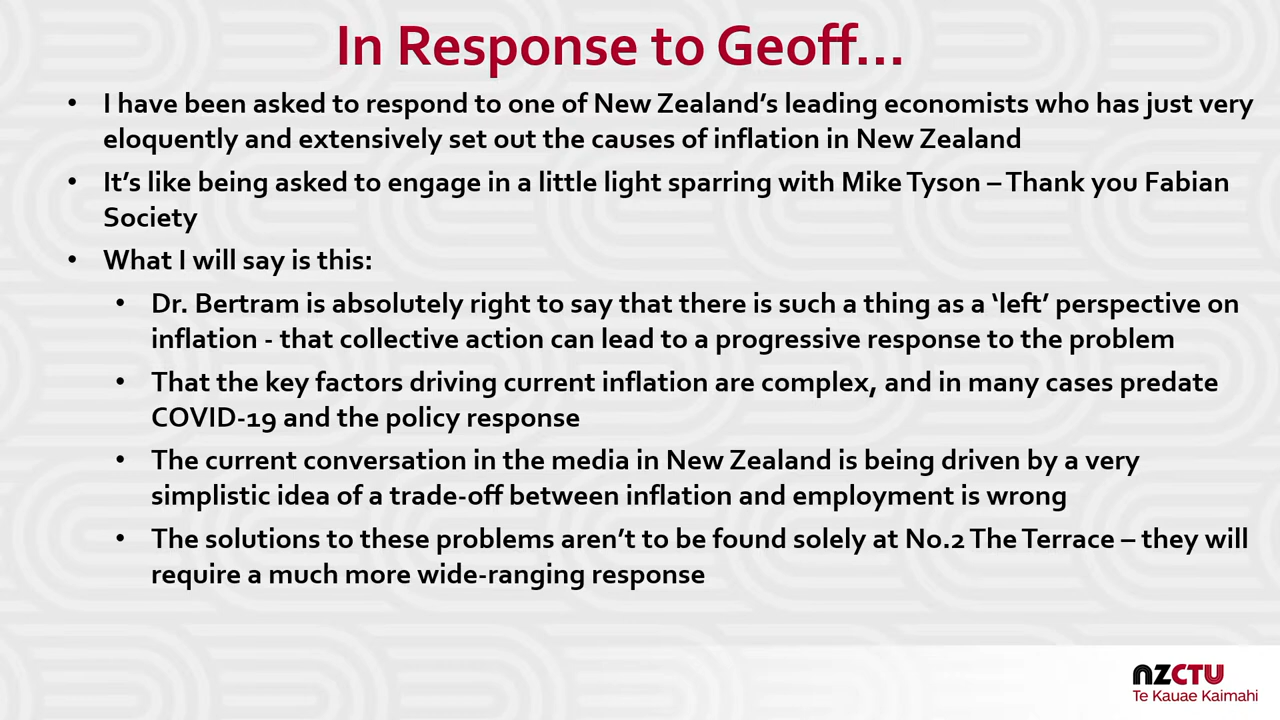 In Response to Geoff...
• I have been asked to respond to one of New Zealand's leading economists who has just very
eloquently and extensively set out the causes of inflation in New Zealand
• It's like being asked to engage in a little light sparring with Mike Tyson – Thank you Fabian
Society
• What I will say is this:
• Dr. Bertram is absolutely right to say that there is such a thing as a 'left' perspective on
inflation - that collective action can lead to a progressive response to the problem
• That the key factors driving current inflation are complex, and in many cases predate
COVID-19 and the policy response
• The current conversation in the media in New Zealand is being driven by a very
simplistic idea of a trade-off between inflation and employment is wrong
• The solutions to these problems aren't to be found solely at No.2 The Terrace – they will
require a much more wide-ranging response
NZCTU
Te Kauae Kaimahi